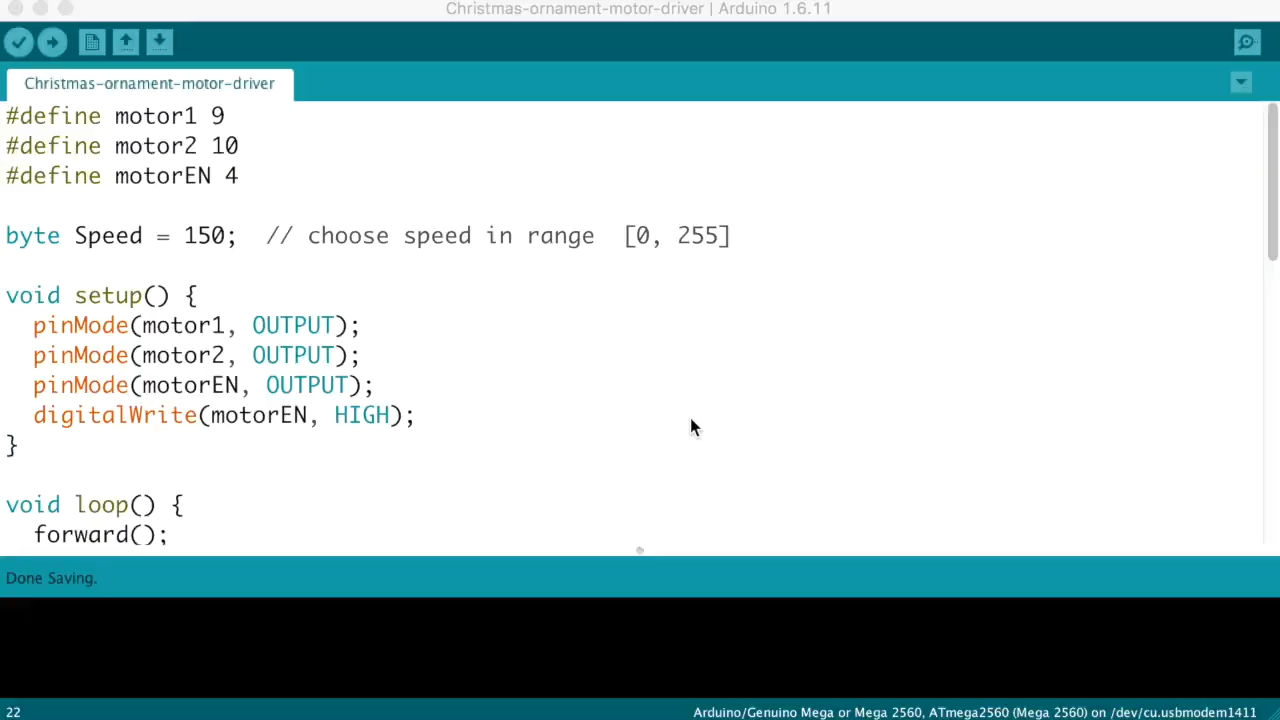 Christmas-ornament-motor-driver | Arduino 1.6.11
Christmas-ornament-motor-driver
#define motor1 9
#define motor2 10
#define motorEN 4
byte Speed = 150;  // choose speed in range  [0, 255]
void setup() {
  pinMode(motor1, OUTPUT);
  pinMode(motor2, OUTPUT);
  pinMode(motorEN, OUTPUT);
  digitalWrite(motorEN, HIGH);
}
void loop() {
  forward();
Done Saving.
22
Arduino/Genuino Mega or Mega 2560, ATmega2560 (Mega 2560) on /dev/cu.usbmodem1411